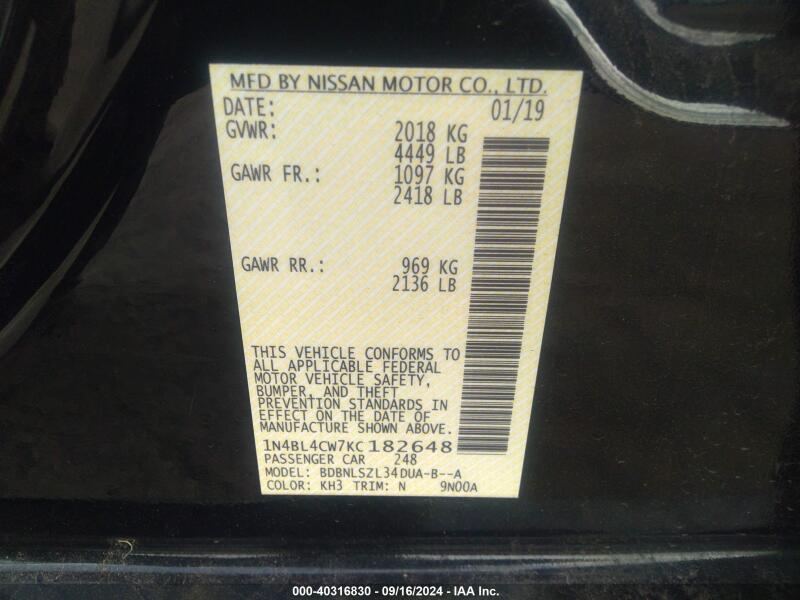 MFD BY NISSAN MOTOR CO., LTD.
DATE: 01/19
GVWR: 2018 KG
4449 LB
GAWR FR.: 1097 KG
2418 LB
GAWR RR.: 969 KG
2136 LB
THIS VEHICLE CONFORMS TO
ALL APPLICABLE FEDERAL
MOTOR VEHICLE SAFETY,
BUMPER, AND THEFT
PREVENTION STANDARDS IN
EFFECT ON THE DATE OF
MANUFACTURE SHOWN ABOVE.
1N4BL4CW7KC182648
PASSENGER CAR 248
MODEL: BDBNLSZL34DUA-B--A
COLOR: KH3 TRIM: N 9N00A
000-40316830 - 09/16/2024 - IAA Inc.